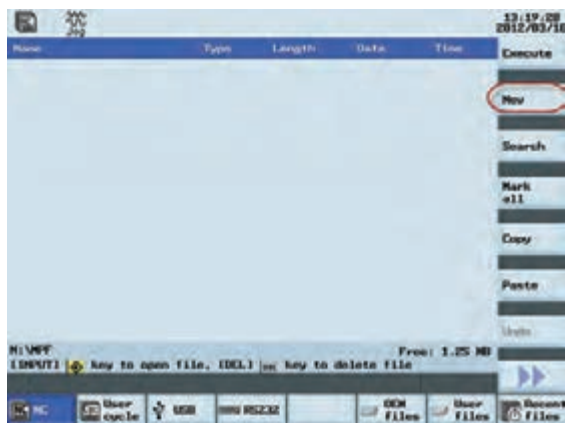 Jog
13:19:28
2012/03/16
Name Type Length Date Time
Execute
New
Search
Mark
all
Copy
Paste
Undo
N:\MPF Free: 1.25 MB
[INPUT] key to open file, [DEL] key to delete file
NC
User
cycle
USB
RS232
OEM
files
User
files
Recent
files